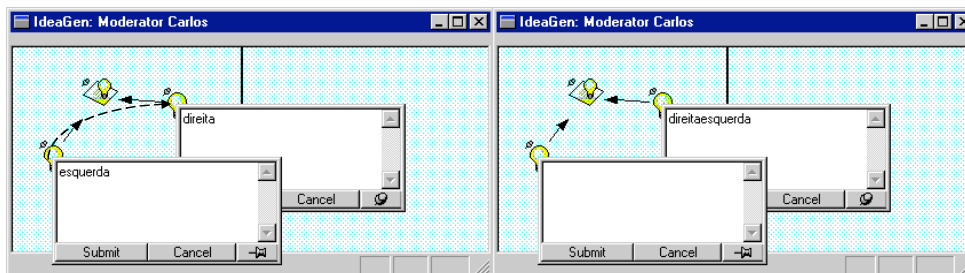 IdeaGen: Moderator Carlos
direita
Cancel
esquerda
Submit Cancel
IdeaGen: Moderator Carlos
direitaesquerda
Cancel
Submit Cancel